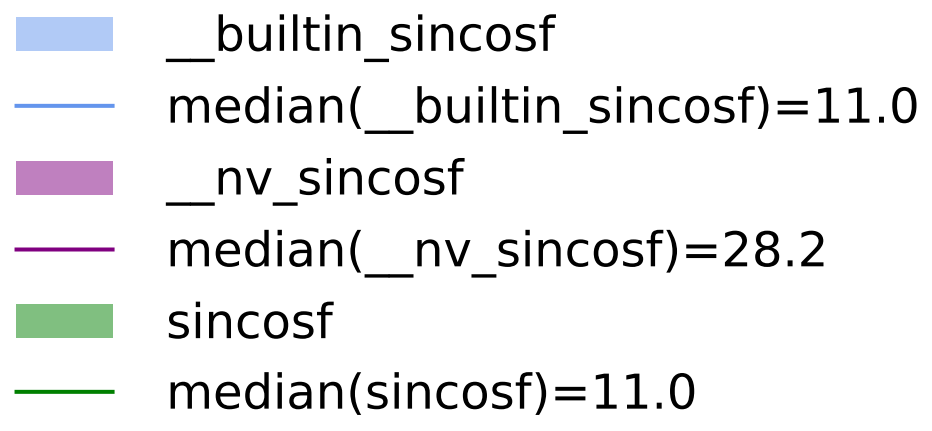 __builtin_sincosf
median(__builtin_sincosf)=11.0
__nv_sincosf
median(__nv_sincosf)=28.2
sincosf
median(sincosf)=11.0